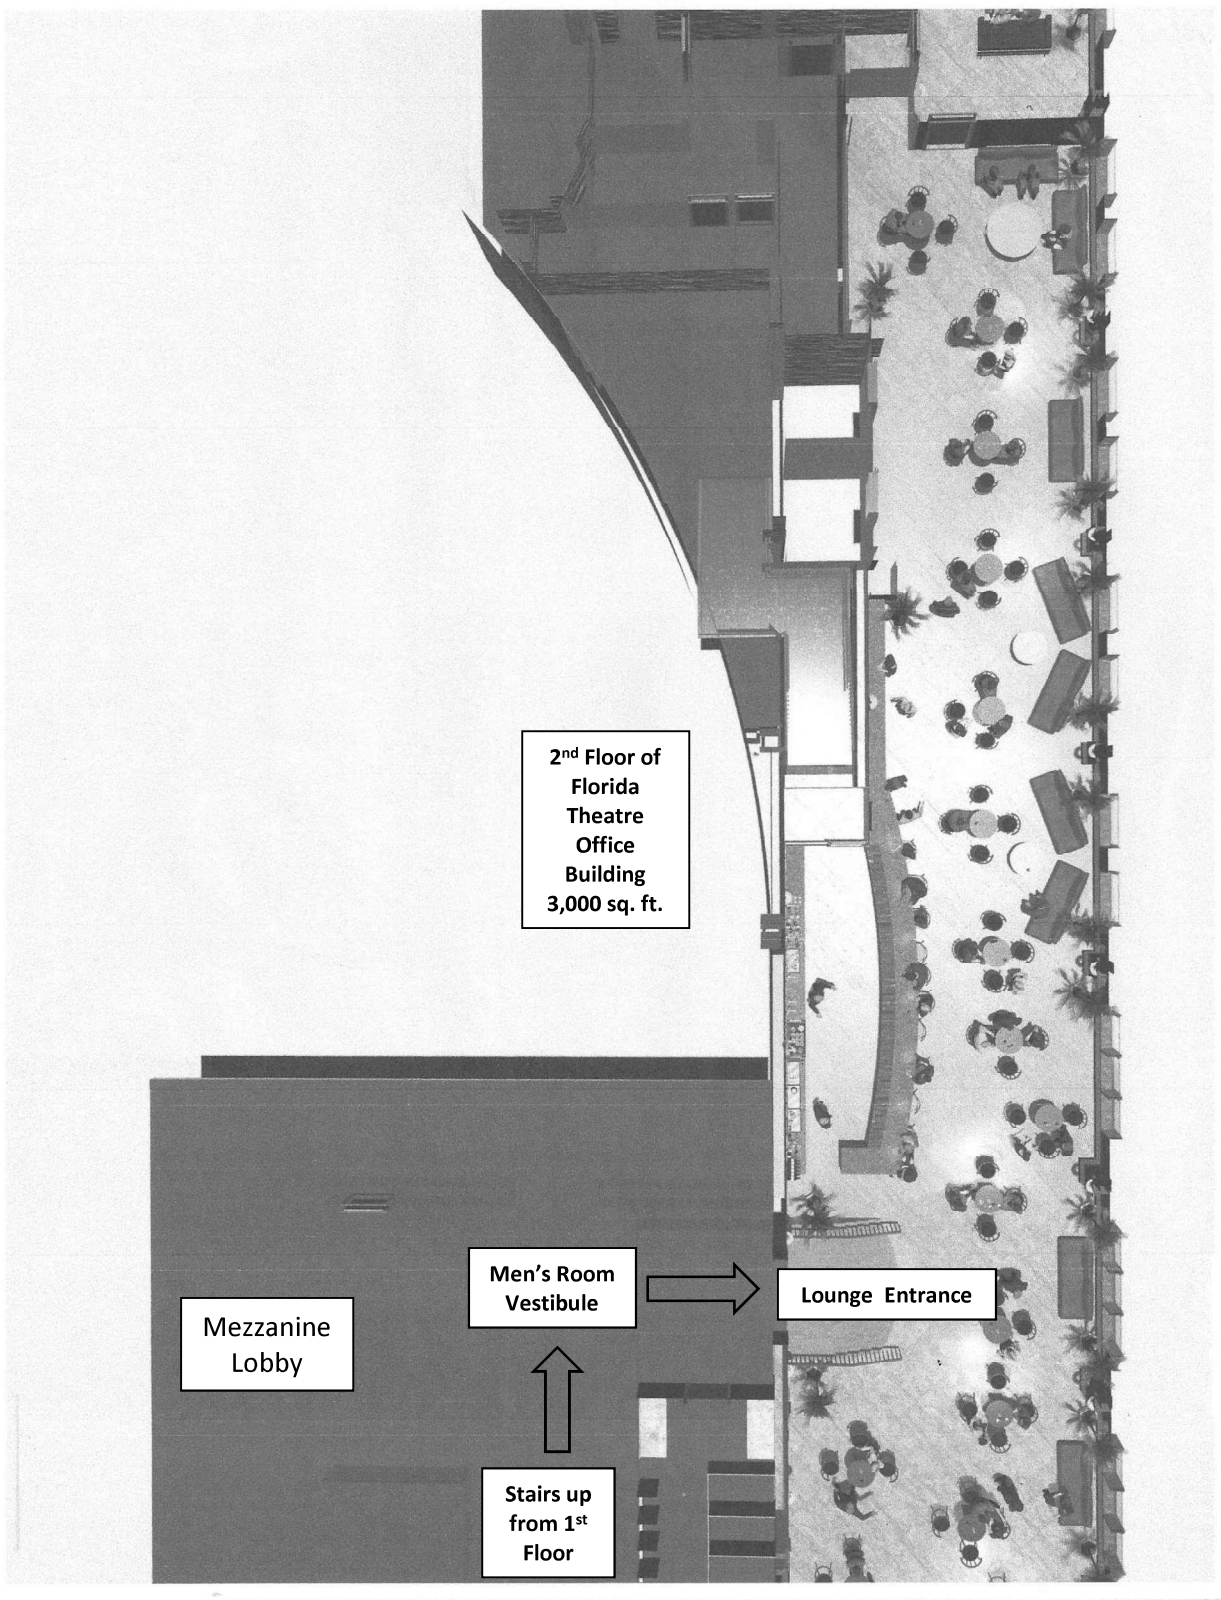 2nd Floor of
Florida
Theatre
Office
Building
3,000 sq. ft.
Men’s Room
Vestibule
Lounge Entrance
Mezzanine
Lobby
Stairs up
from 1st
Floor